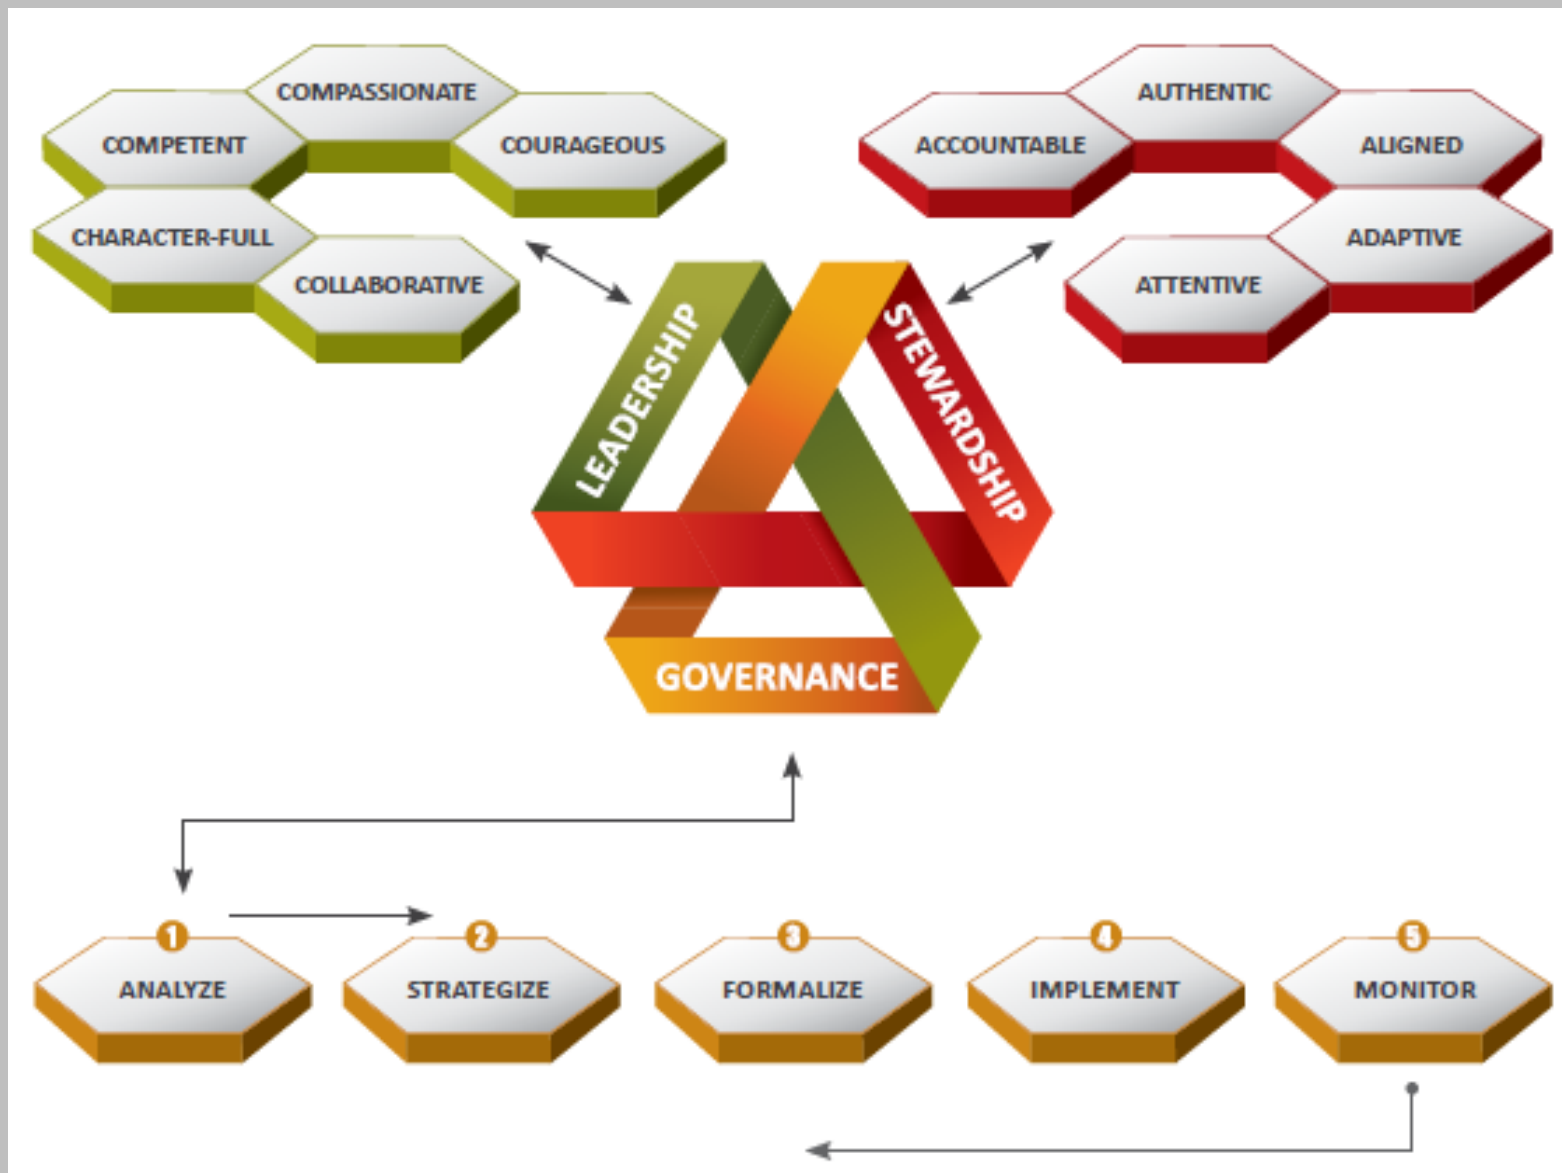 COMPASSIONATE
COMPETENT
COURAGEOUS
CHARACTER-FULL
COLLABORATIVE
AUTHENTIC
ACCOUNTABLE
ALIGNED
ADAPTIVE
ATTENTIVE
LEADERSHIP
STEWARDSHIP
GOVERNANCE
1
ANALYZE
2
STRATEGIZE
3
FORMALIZE
4
IMPLEMENT
5
MONITOR